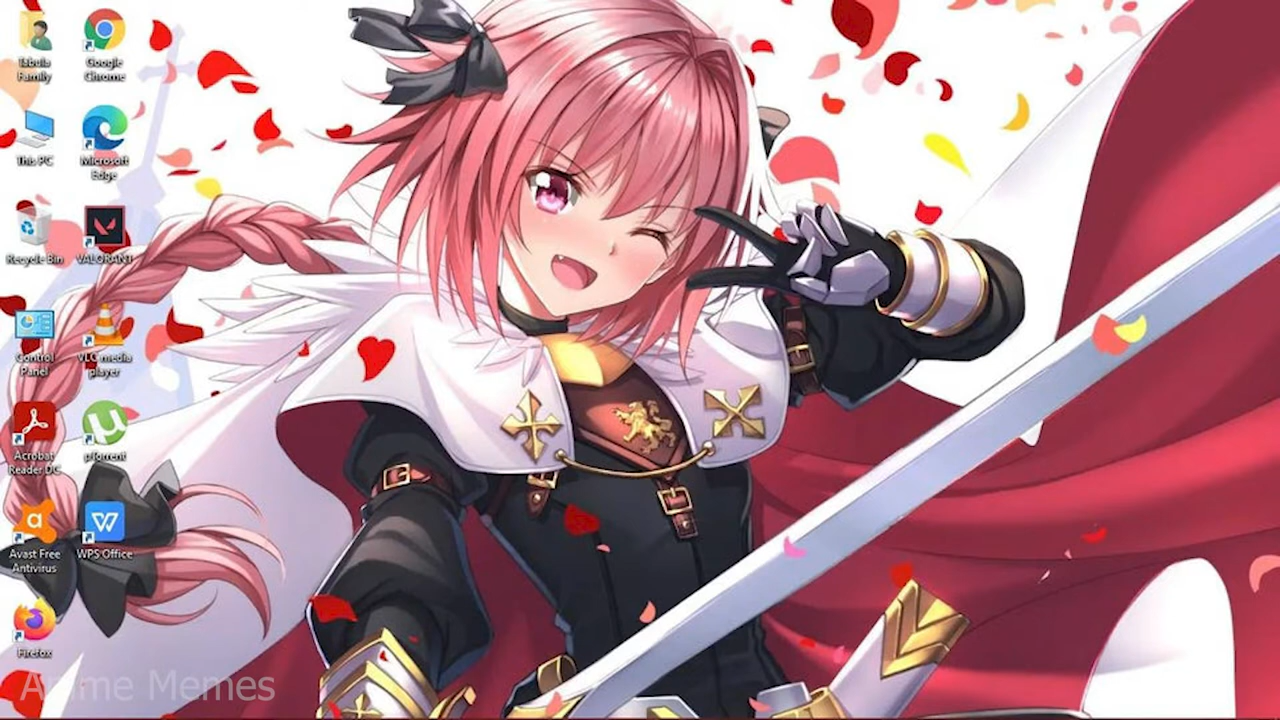 Tabula
Family
Google
Chrome
This PC
Microsoft
Edge
Recycle Bin
VALORANT
Control
Panel
VLC media
player
Acrobat
Reader DC
µTorrent
Avast Free
Antivirus
WPS Office
Firefox
Anime Memes